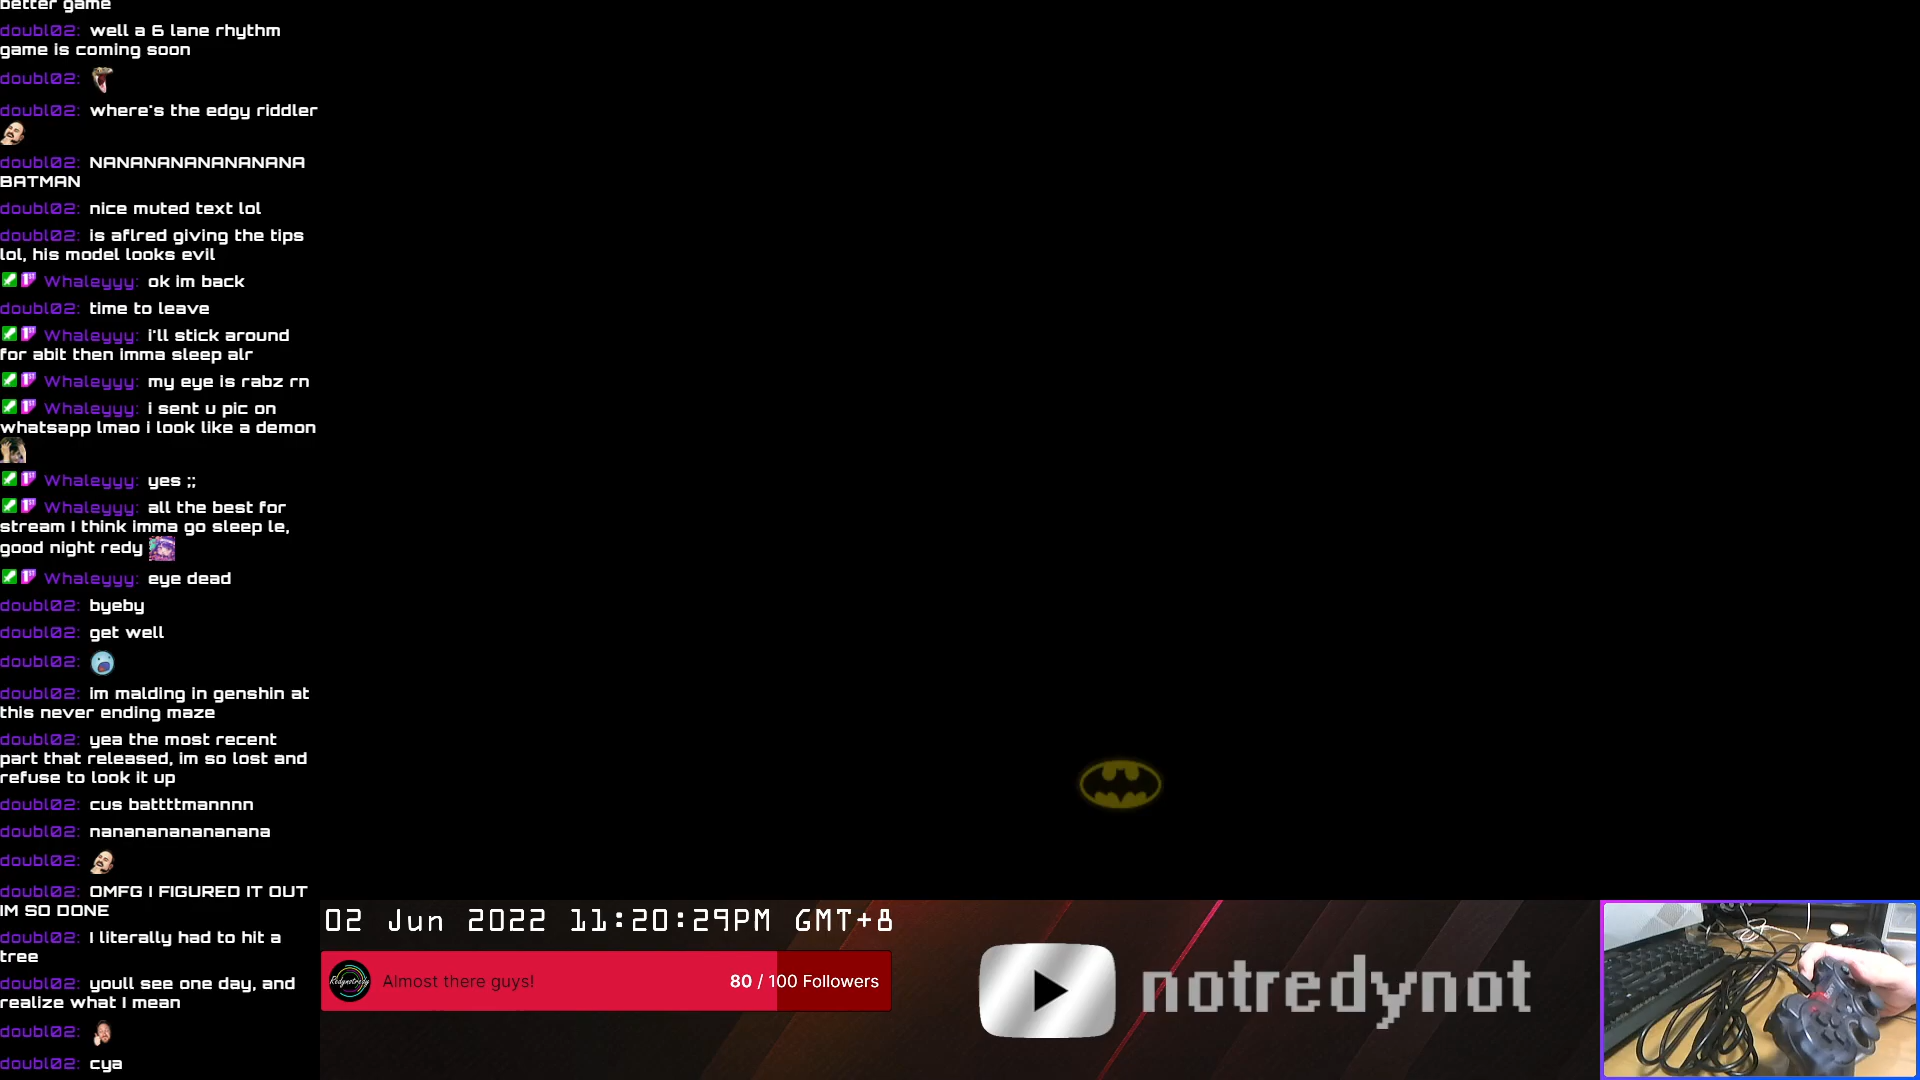 better game
doubl02: well a 6 lane rhythm
game is coming soon
doubl02:
doubl02: where's the edgy riddler
doubl02: NANANANANANANANA
BATMAN
doubl02: nice muted text lol
doubl02: is aflred giving the tips
lol, his model looks evil
Whaleyyy: ok im back
doubl02: time to leave
Whaleyyy: i'll stick around
for abit then imma sleep alr
Whaleyyy: my eye is rabz rn
Whaleyyy: i sent u pic on
whatsapp lmao i look like a demon
Whaleyyy: yes ;;
Whaleyyy: all the best for
stream I think imma go sleep le,
good night redy
Whaleyyy: eye dead
doubl02: byeby
doubl02: get well
doubl02:
doubl02: im malding in genshin at
this never ending maze
doubl02: yea the most recent
part that released, im so lost and
refuse to look it up
doubl02: cus battttmannnn
doubl02: nanananananananana
doubl02:
doubl02: OMFG I FIGURED IT OUT
IM SO DONE
doubl02: I literally had to hit a
tree
doubl02: youll see one day, and
realize what I mean
doubl02:
doubl02: cya
02 Jun 2022 11:20:29PM GMT+8
Redynotredy
Almost there guys!
80 / 100 Followers
notredynot